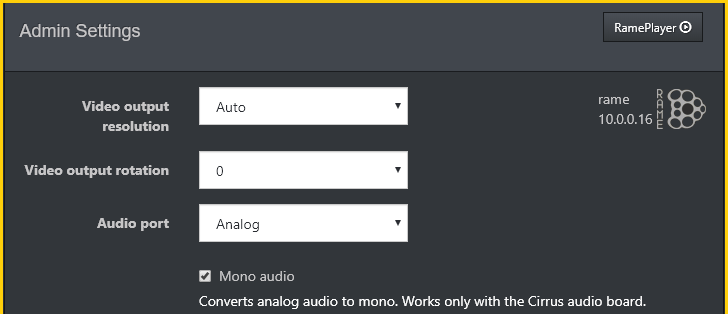 Admin Settings
RamePlayer
Video output
resolution
Auto
rame
10.0.0.16
RAME
Video output rotation
0
Audio port
Analog
Mono audio
Converts analog audio to mono. Works only with the Cirrus audio board.